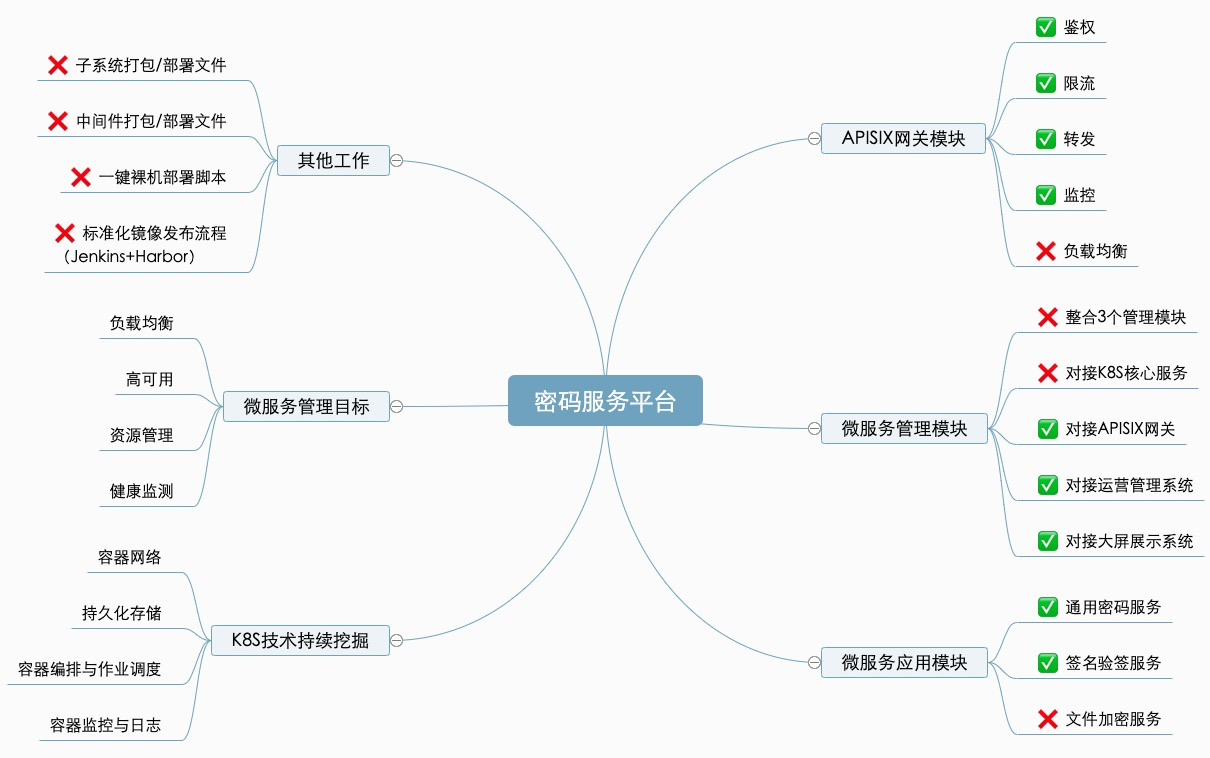 密码服务平台
APISIX网关模块
✅ 鉴权
✅ 限流
✅ 转发
✅ 监控
❌ 负载均衡
微服务管理模块
❌ 整合3个管理模块
❌ 对接K8S核心服务
✅ 对接APISIX网关
✅ 对接运营管理系统
✅ 对接大屏展示系统
微服务应用模块
✅ 通用密码服务
✅ 签名验签服务
❌ 文件加密服务
其他工作
❌ 子系统打包/部署文件
❌ 中间件打包/部署文件
❌ 一键裸机部署脚本
❌ 标准化镜像发布流程
（Jenkins+Harbor）
微服务管理目标
负载均衡
高可用
资源管理
健康监测
K8S技术持续挖掘
容器网络
持久化存储
容器编排与作业调度
容器监控与日志